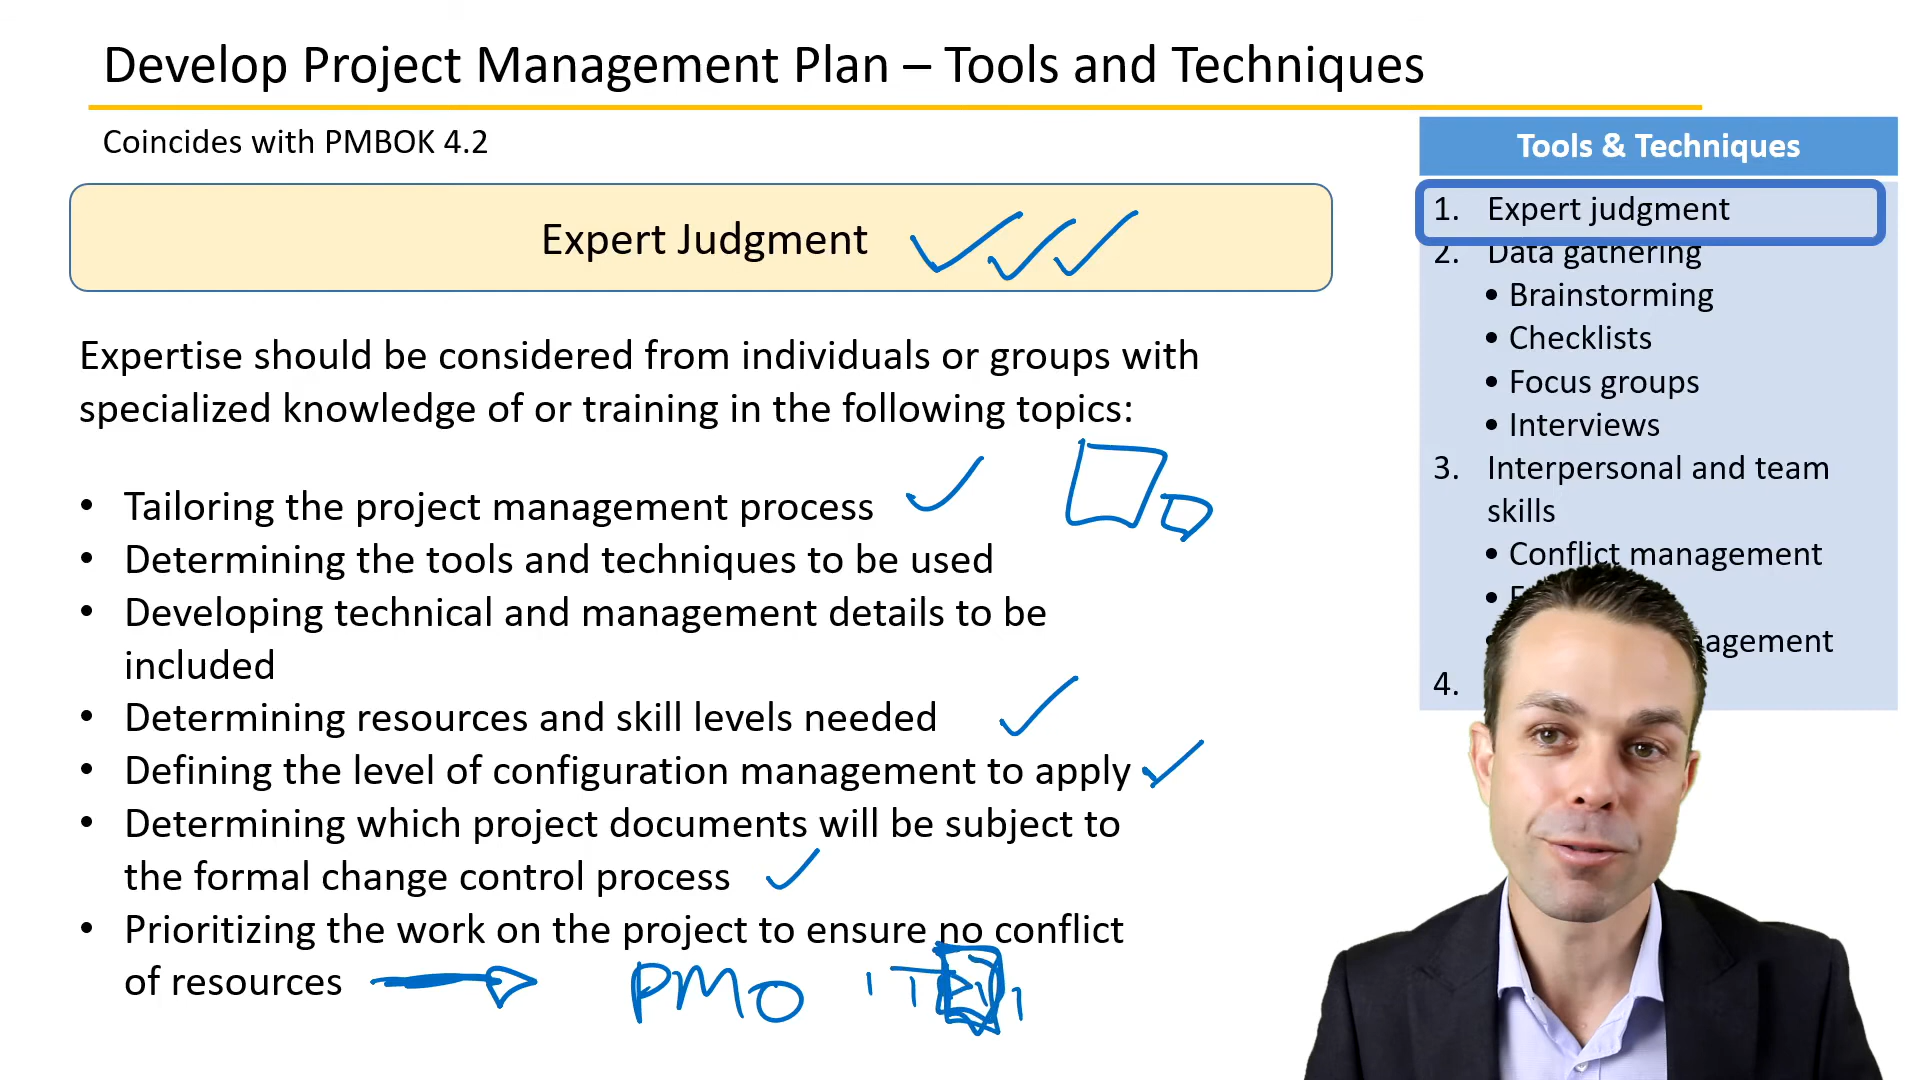 Develop Project Management Plan – Tools and Techniques
Coincides with PMBOK 4.2
Expert Judgment
Expertise should be considered from individuals or groups with
specialized knowledge of or training in the following topics:
• Tailoring the project management process
• Determining the tools and techniques to be used
• Developing technical and management details to be
included
• Determining resources and skill levels needed
• Defining the level of configuration management to apply
• Determining which project documents will be subject to
the formal change control process
• Prioritizing the work on the project to ensure no conflict
of resources
PMO
Tools & Techniques
1. Expert judgment
2. Data gathering
• Brainstorming
• Checklists
• Focus groups
• Interviews
3. Interpersonal and team
skills
• Conflict management
4.